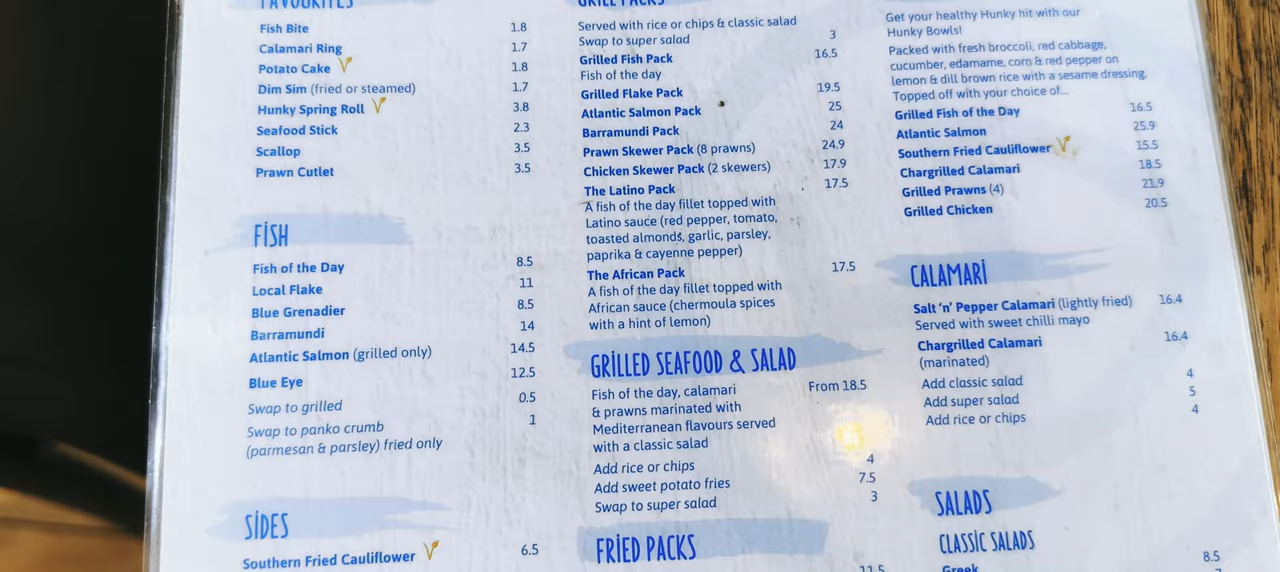 FAVOURITES
Fish Bite 1.8
Calamari Ring 1.7
Potato Cake 1.8
Dim Sim (fried or steamed) 1.7
Hunky Spring Roll 3.8
Seafood Stick 2.3
Scallop 3.5
Prawn Cutlet 3.5
FISH
Fish of the Day 8.5
Local Flake 11
Blue Grenadier 8.5
Barramundi 14
Atlantic Salmon (grilled only) 14.5
Blue Eye 12.5
Swap to grilled 0.5
Swap to panko crumb 1
(parmesan & parsley) fried only
SIDES
Southern Fried Cauliflower 6.5
GRILL PACKS
Served with rice or chips & classic salad
Swap to super salad 3
Grilled Fish Pack 16.5
Fish of the day
Grilled Flake Pack 19.5
Atlantic Salmon Pack 25
Barramundi Pack 24
Prawn Skewer Pack (8 prawns) 24.9
Chicken Skewer Pack (2 skewers) 17.9
The Latino Pack 17.5
A fish of the day fillet topped with
Latino sauce (red pepper, tomato,
toasted almonds, garlic, parsley,
paprika & cayenne pepper)
The African Pack 17.5
A fish of the day fillet topped with
African sauce (chermoula spices
with a hint of lemon)
GRILLED SEAFOOD & SALAD
Fish of the day, calamari From 18.5
& prawns marinated with
Mediterranean flavours served
with a classic salad
Add rice or chips 4
Add sweet potato fries 7.5
Swap to super salad 3
FRIED PACKS
11.5
Get your healthy Hunky hit with our
Hunky Bowls!
Packed with fresh broccoli, red cabbage,
cucumber, edamame, corn & red pepper on
lemon & dill brown rice with a sesame dressing.
Topped off with your choice of...
Grilled Fish of the Day 16.5
Atlantic Salmon 25.9
Southern Fried Cauliflower 15.5
Chargrilled Calamari 18.5
Grilled Prawns (4) 21.9
Grilled Chicken 20.5
CALAMARI
Salt 'n' Pepper Calamari (lightly fried) 16.4
Served with sweet chilli mayo
Chargrilled Calamari 16.4
(marinated)
Add classic salad 4
Add super salad 5
Add rice or chips 4
SALADS
CLASSIC SALADS
Greek 8.5